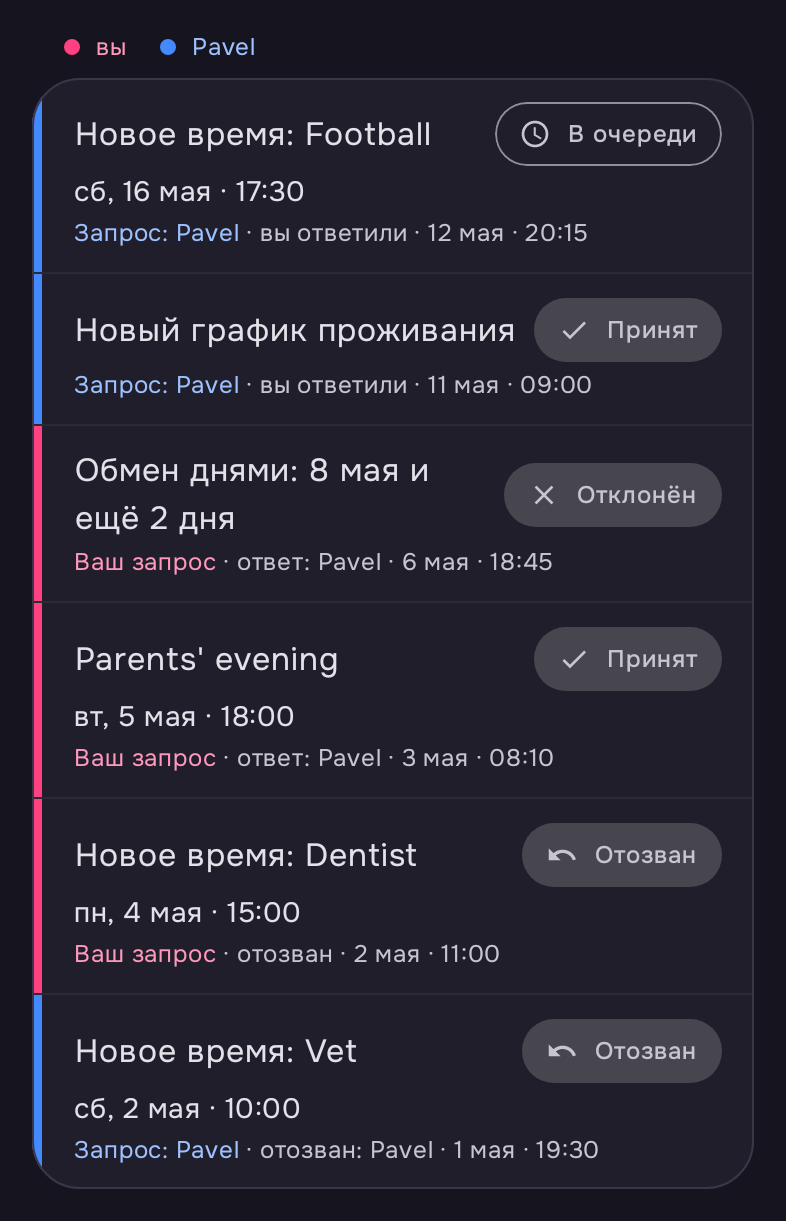 вы Pavel
Новое время: Football
В очереди
сб, 16 мая · 17:30
Запрос: Pavel · вы ответили · 12 мая · 20:15
Новый график проживания
Принят
Запрос: Pavel · вы ответили · 11 мая · 09:00
Обмен днями: 8 мая и
ещё 2 дня
Отклонён
Ваш запрос · ответ: Pavel · 6 мая · 18:45
Parents' evening
Принят
вт, 5 мая · 18:00
Ваш запрос · ответ: Pavel · 3 мая · 08:10
Новое время: Dentist
Отозван
пн, 4 мая · 15:00
Ваш запрос · отозван · 2 мая · 11:00
Новое время: Vet
Отозван
сб, 2 мая · 10:00
Запрос: Pavel · отозван: Pavel · 1 мая · 19:30